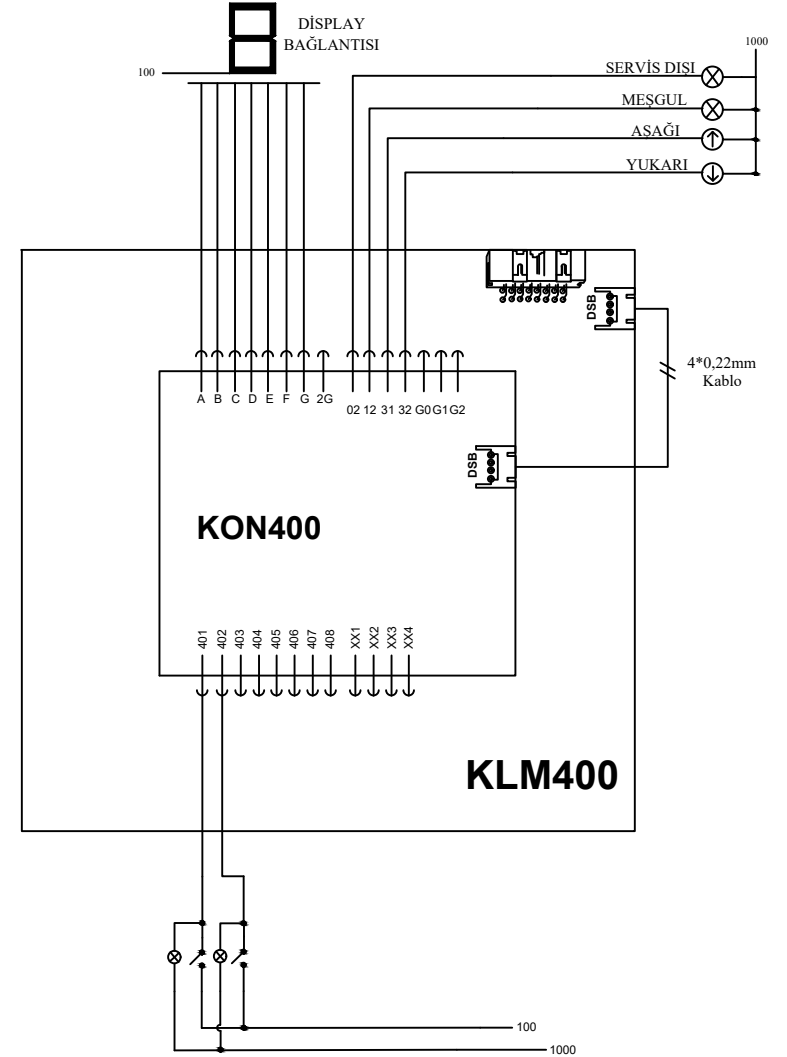 DİSPLAY
BAĞLANTISI
100
1000
SERVİS DIŞI
MEŞGUL
AŞAĞI
YUKARI
DSB
4*0,22mm
Kablo
A B C D E F G 2G
02 12 31 32 G0 G1 G2
DSB
KON400
401 402 403 404 405 406 407 408 XX1 XX2 XX3 XX4
KLM400
100
1000